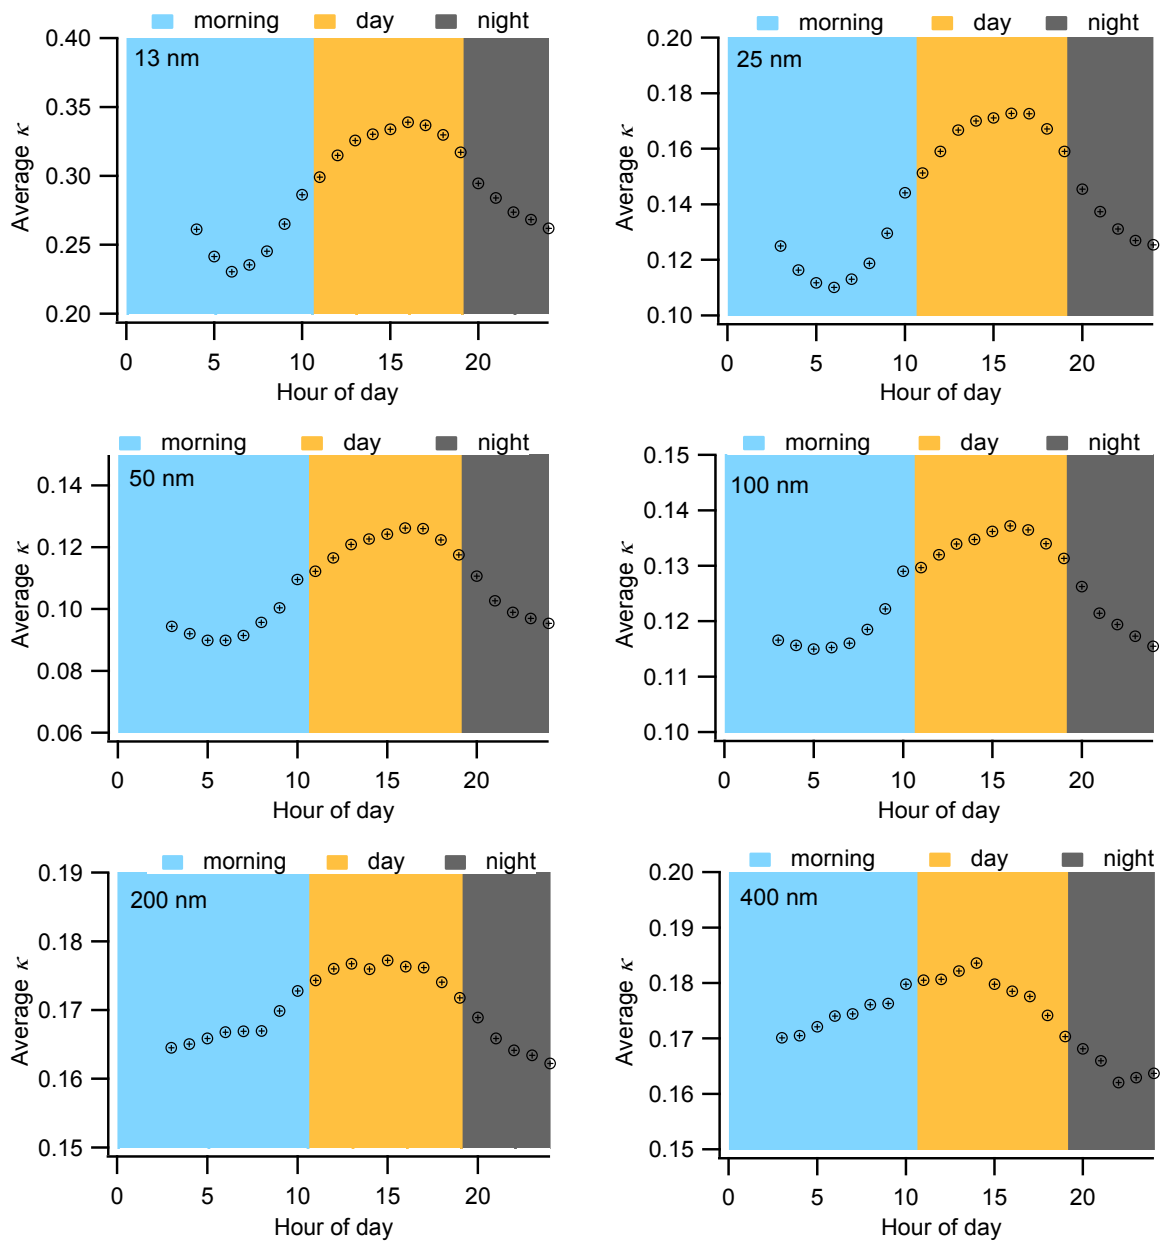 morning day night
13 nm
0.40
0.35
0.30
0.25
0.20
Average κ
0 5 10 15 20
Hour of day
morning day night
25 nm
0.20
0.18
0.16
0.14
0.12
0.10
Average κ
0 5 10 15 20
Hour of day
morning day night
50 nm
0.14
0.12
0.10
0.08
0.06
Average κ
0 5 10 15 20
Hour of day
morning day night
100 nm
0.15
0.14
0.13
0.12
0.11
0.10
Average κ
0 5 10 15 20
Hour of day
morning day night
200 nm
0.19
0.18
0.17
0.16
0.15
Average κ
0 5 10 15 20
Hour of day
morning day night
400 nm
0.20
0.19
0.18
0.17
0.16
0.15
Average κ
0 5 10 15 20
Hour of day